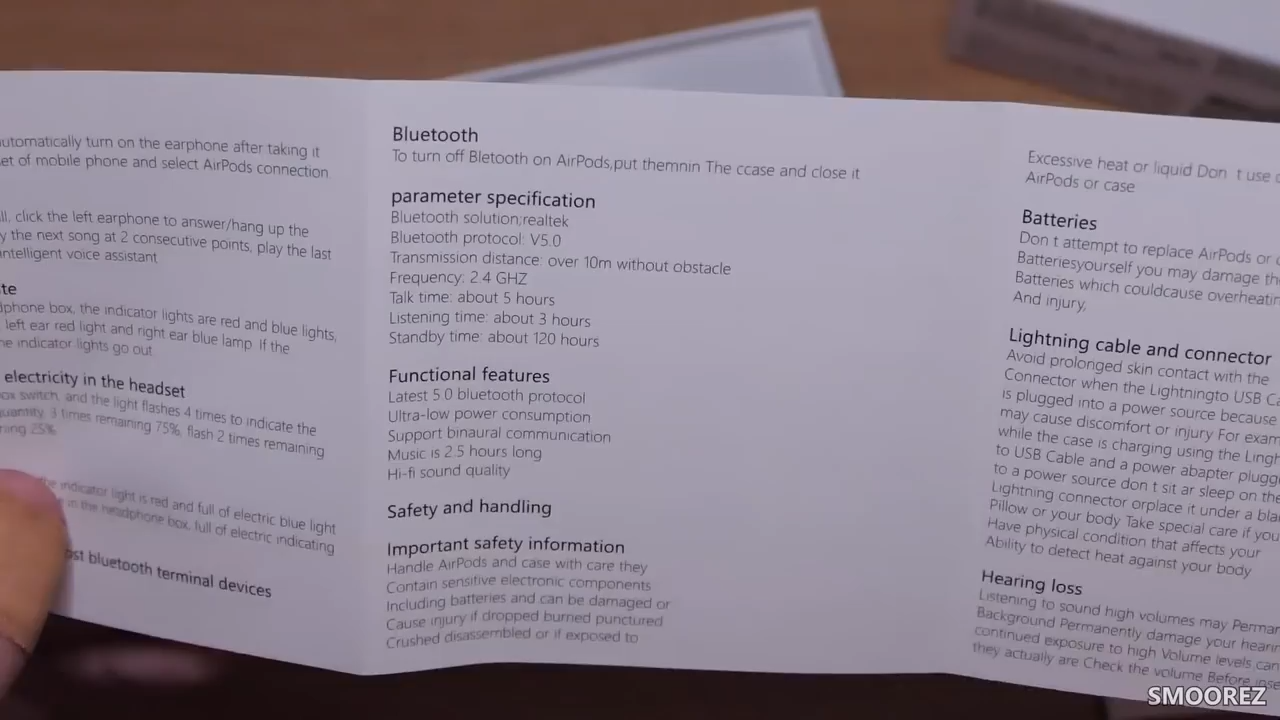 automatically turn on the earphone after taking it
et of mobile phone and select AirPods connection
ll, click the left earphone to answer/hang up the
y the next song at 2 consecutive points, play the last
intelligent voice assistant
te
dphone box, the indicator lights are red and blue lights,
left ear red light and right ear blue lamp. If the
he indicator lights go out
electricity in the headset
ox switch, and the light flashes 4 times to indicate the
quantity, 3 times remaining 75%, flash 2 times remaining
ning 25%
the indicator light is red and full of electric blue light
in the headphone box, full of electric indicating
ost bluetooth terminal devices
Bluetooth
To turn off Bletooth on AirPods,put themnin The ccase and close it
parameter specification
Bluetooth solution;realtek
Bluetooth protocol: V5.0
Transmission distance: over 10m without obstacle
Frequency: 2.4 GHZ
Talk time: about 5 hours
Listening time: about 3 hours
Standby time: about 120 hours
Functional features
Latest 5.0 bluetooth protocol
Ultra-low power consumption
Support binaural communication
Music is 2.5 hours long
Hi-fi sound quality
Safety and handling
Important safety information
Handle AirPods and case with care they
Contain sensitive electronic components
Including batteries and can be damaged or
Cause injury if dropped burned punctured
Crushed disassembled or if exposed to
Excessive heat or liquid Don t use
AirPods or case
Batteries
Don t attempt to replace AirPods or
Batteriesyourself you may damage the
Batteries which couldcause overheatin
And injury,
Lightning cable and connector
Avoid prolonged skin contact with the
Connector when the Lightningto USB Ca
is plugged into a power source because
may cause discomfort or injury For exam
while the case is charging using the Lingh
to USB Cable and a power abapter plugg
to a power source don t sit ar sleep on the
Lightning connector orplace it under a bla
Pillow or your body Take special care if you
Have physical condition that affects your
Ability to detect heat against your body
Hearing loss
Listening to sound high volumes may Perman
Background Permanently damage your hearin
continued exposure to high Volume levels,can
they actually are Check the volume Before inse
SMOOREZ